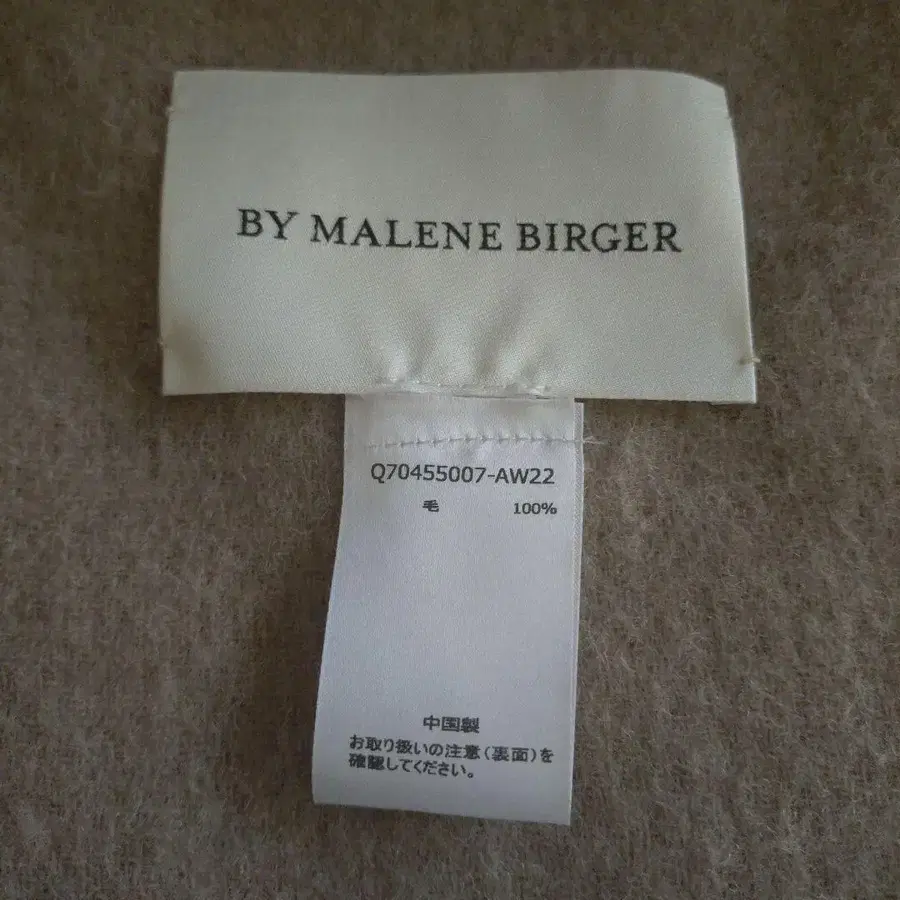 BY MALENE BIRGER
Q70455007-AW22
毛 100%
中国製
お取り扱いの注意(裏面)を
確認してください。